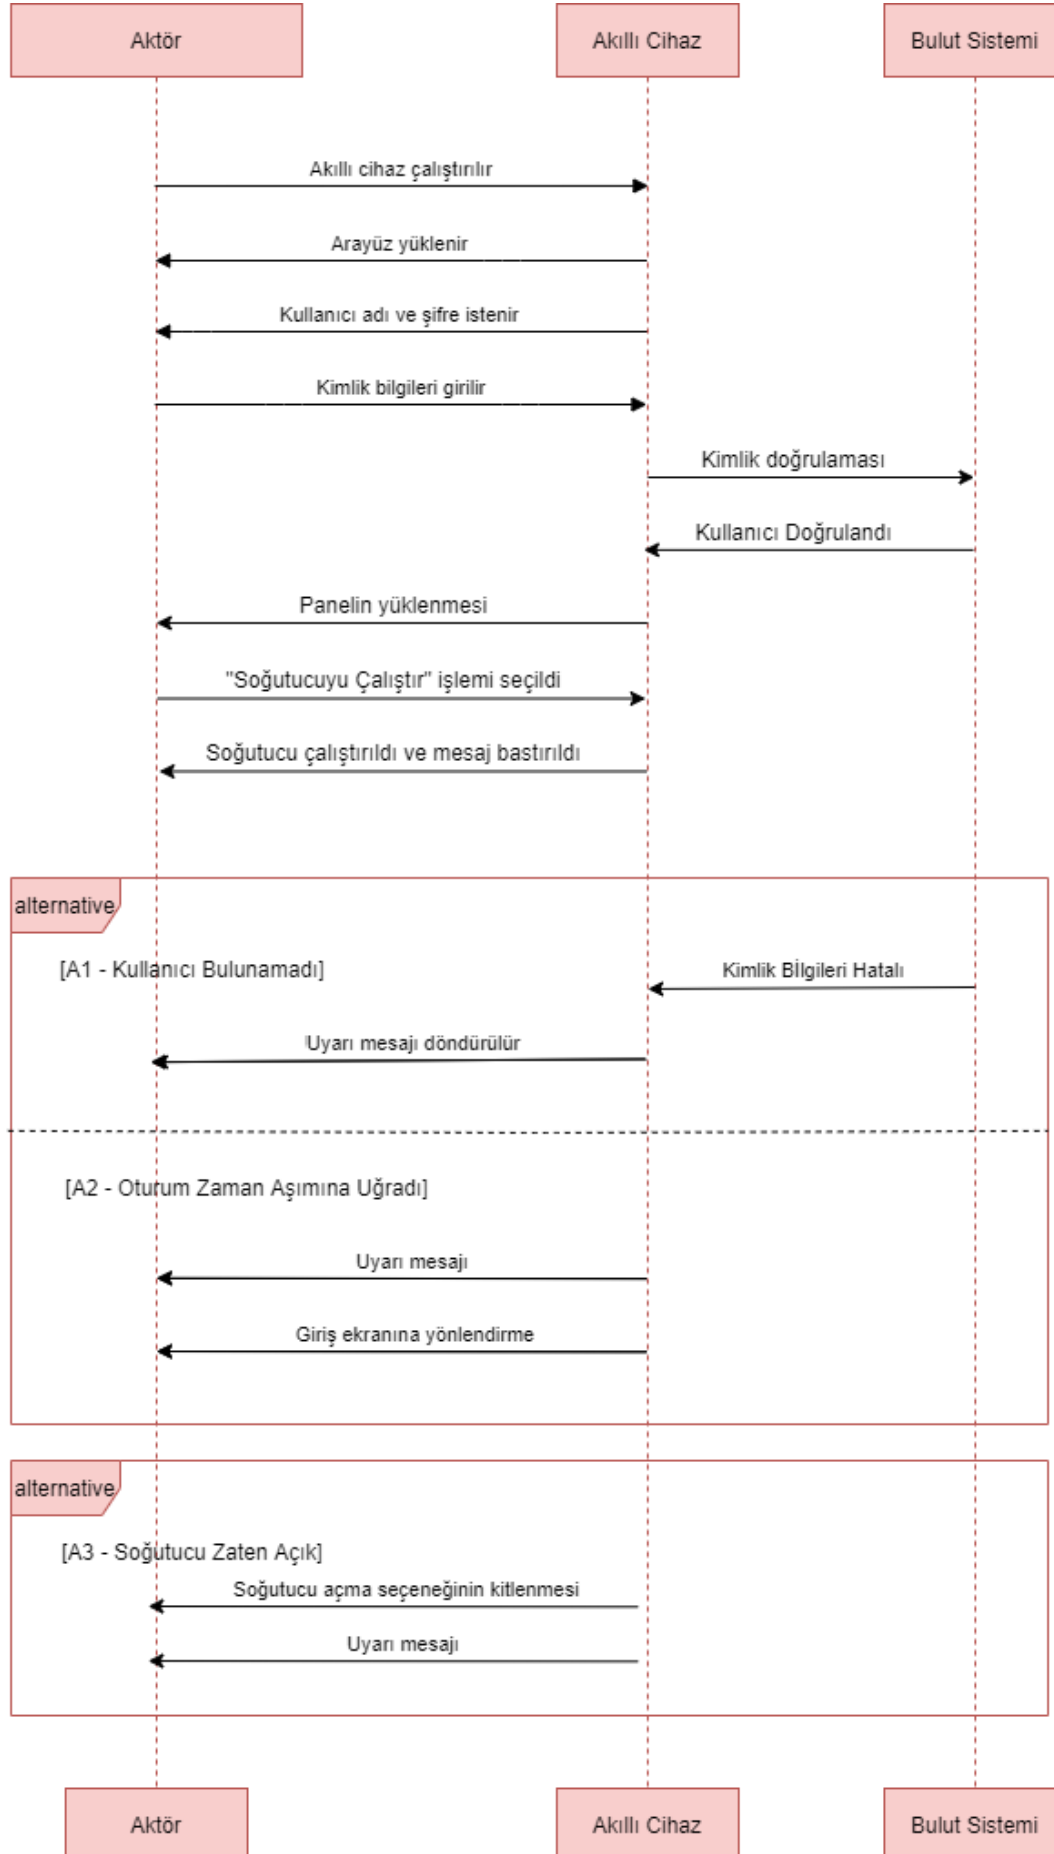 Aktör
Akıllı Cihaz
Bulut Sistemi
Akıllı cihaz çalıştırılır
Arayüz yüklenir
Kullanıcı adı ve şifre istenir
Kimlik bilgileri girilir
Kimlik doğrulaması
Kullanıcı Doğrulandı
Panelin yüklenmesi
"Soğutucuyu Çalıştır" işlemi seçildi
Soğutucu çalıştırıldı ve mesaj bastırıldı
alternative
[A1 - Kullanıcı Bulunamadı]
Kimlik Bİlgileri Hatalı
Uyarı mesajı döndürülür
[A2 - Oturum Zaman Aşımına Uğradı]
Uyarı mesajı
Giriş ekranına yönlendirme
alternative
[A3 - Soğutucu Zaten Açık]
Soğutucu açma seçeneğinin kitlenmesi
Uyarı mesajı
Aktör
Akıllı Cihaz
Bulut Sistemi